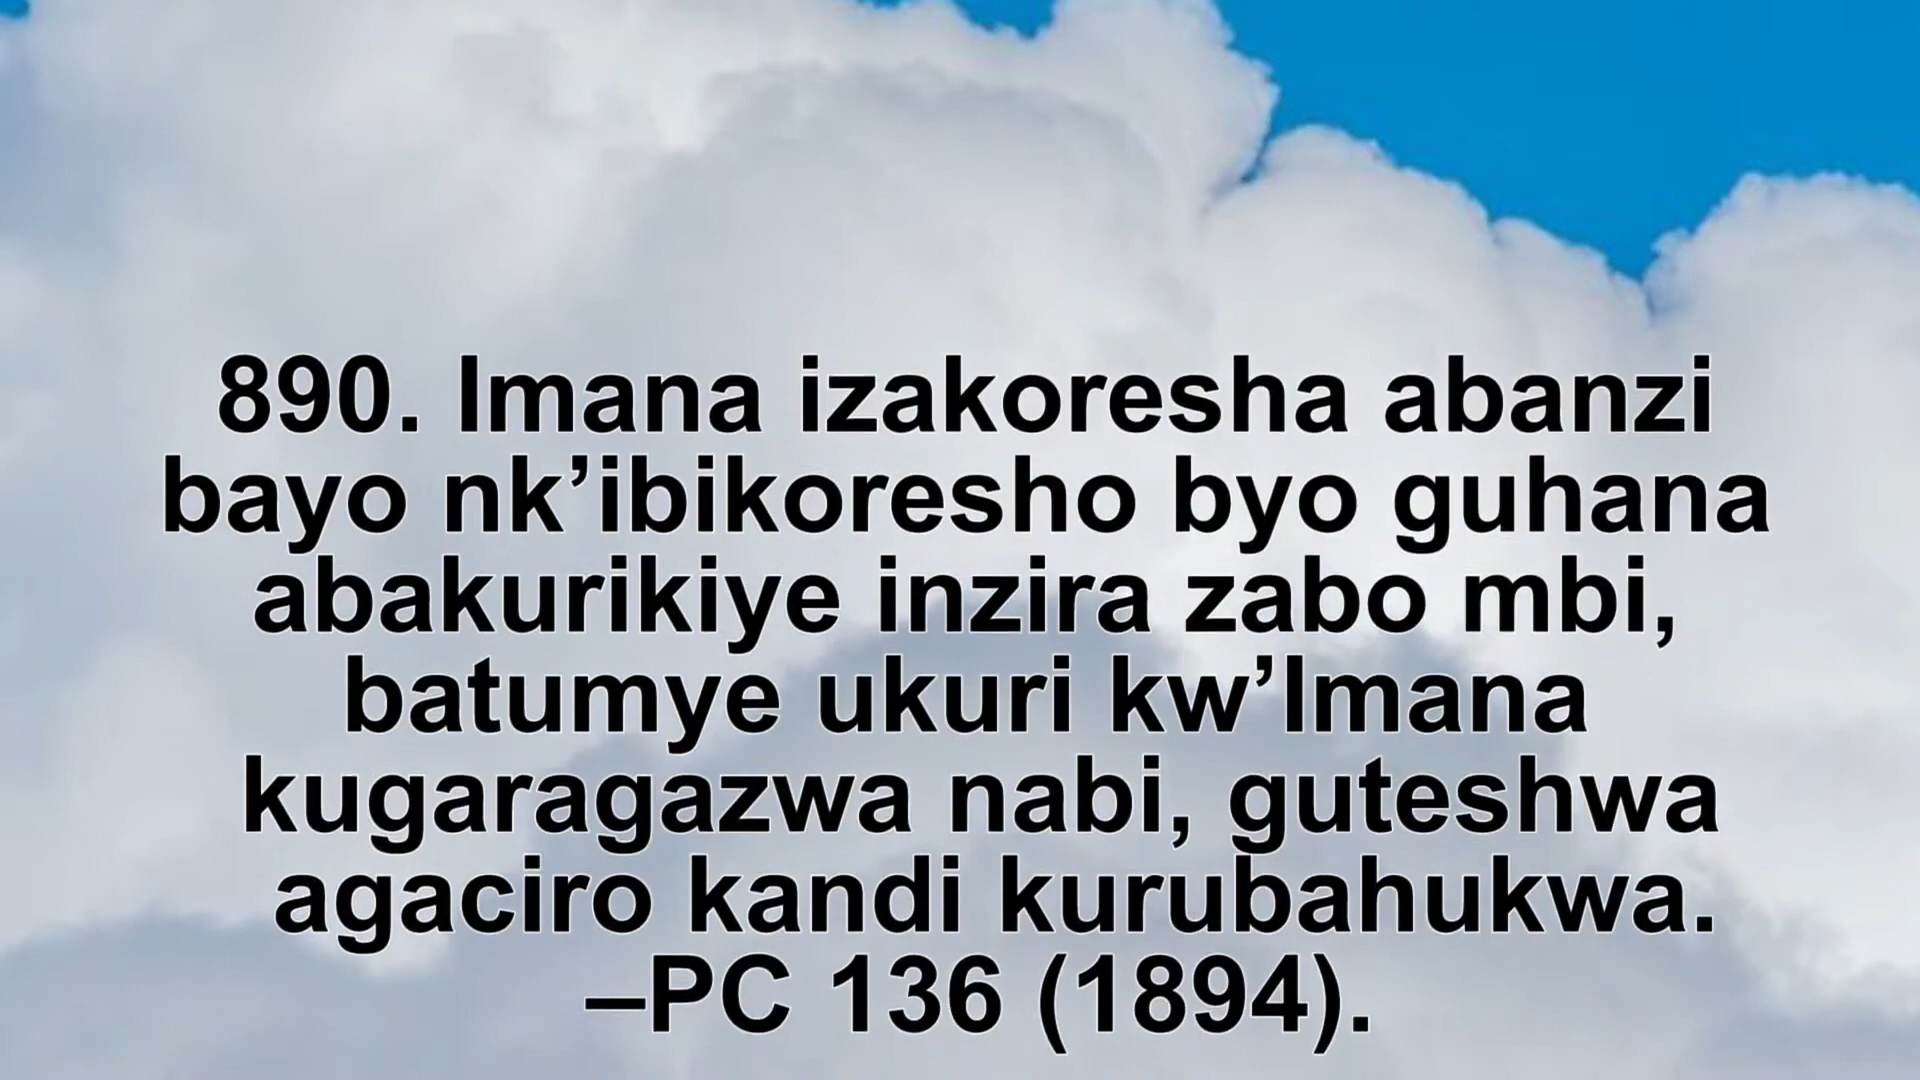 890. Imana izakoresha abanzi
bayo nk’ibikoresho byo guhana
abakurikiye inzira zabo mbi,
batumye ukuri kw’Imana
kugaragazwa nabi, guteshwa
agaciro kandi kurubahukwa.
–PC 136 (1894).